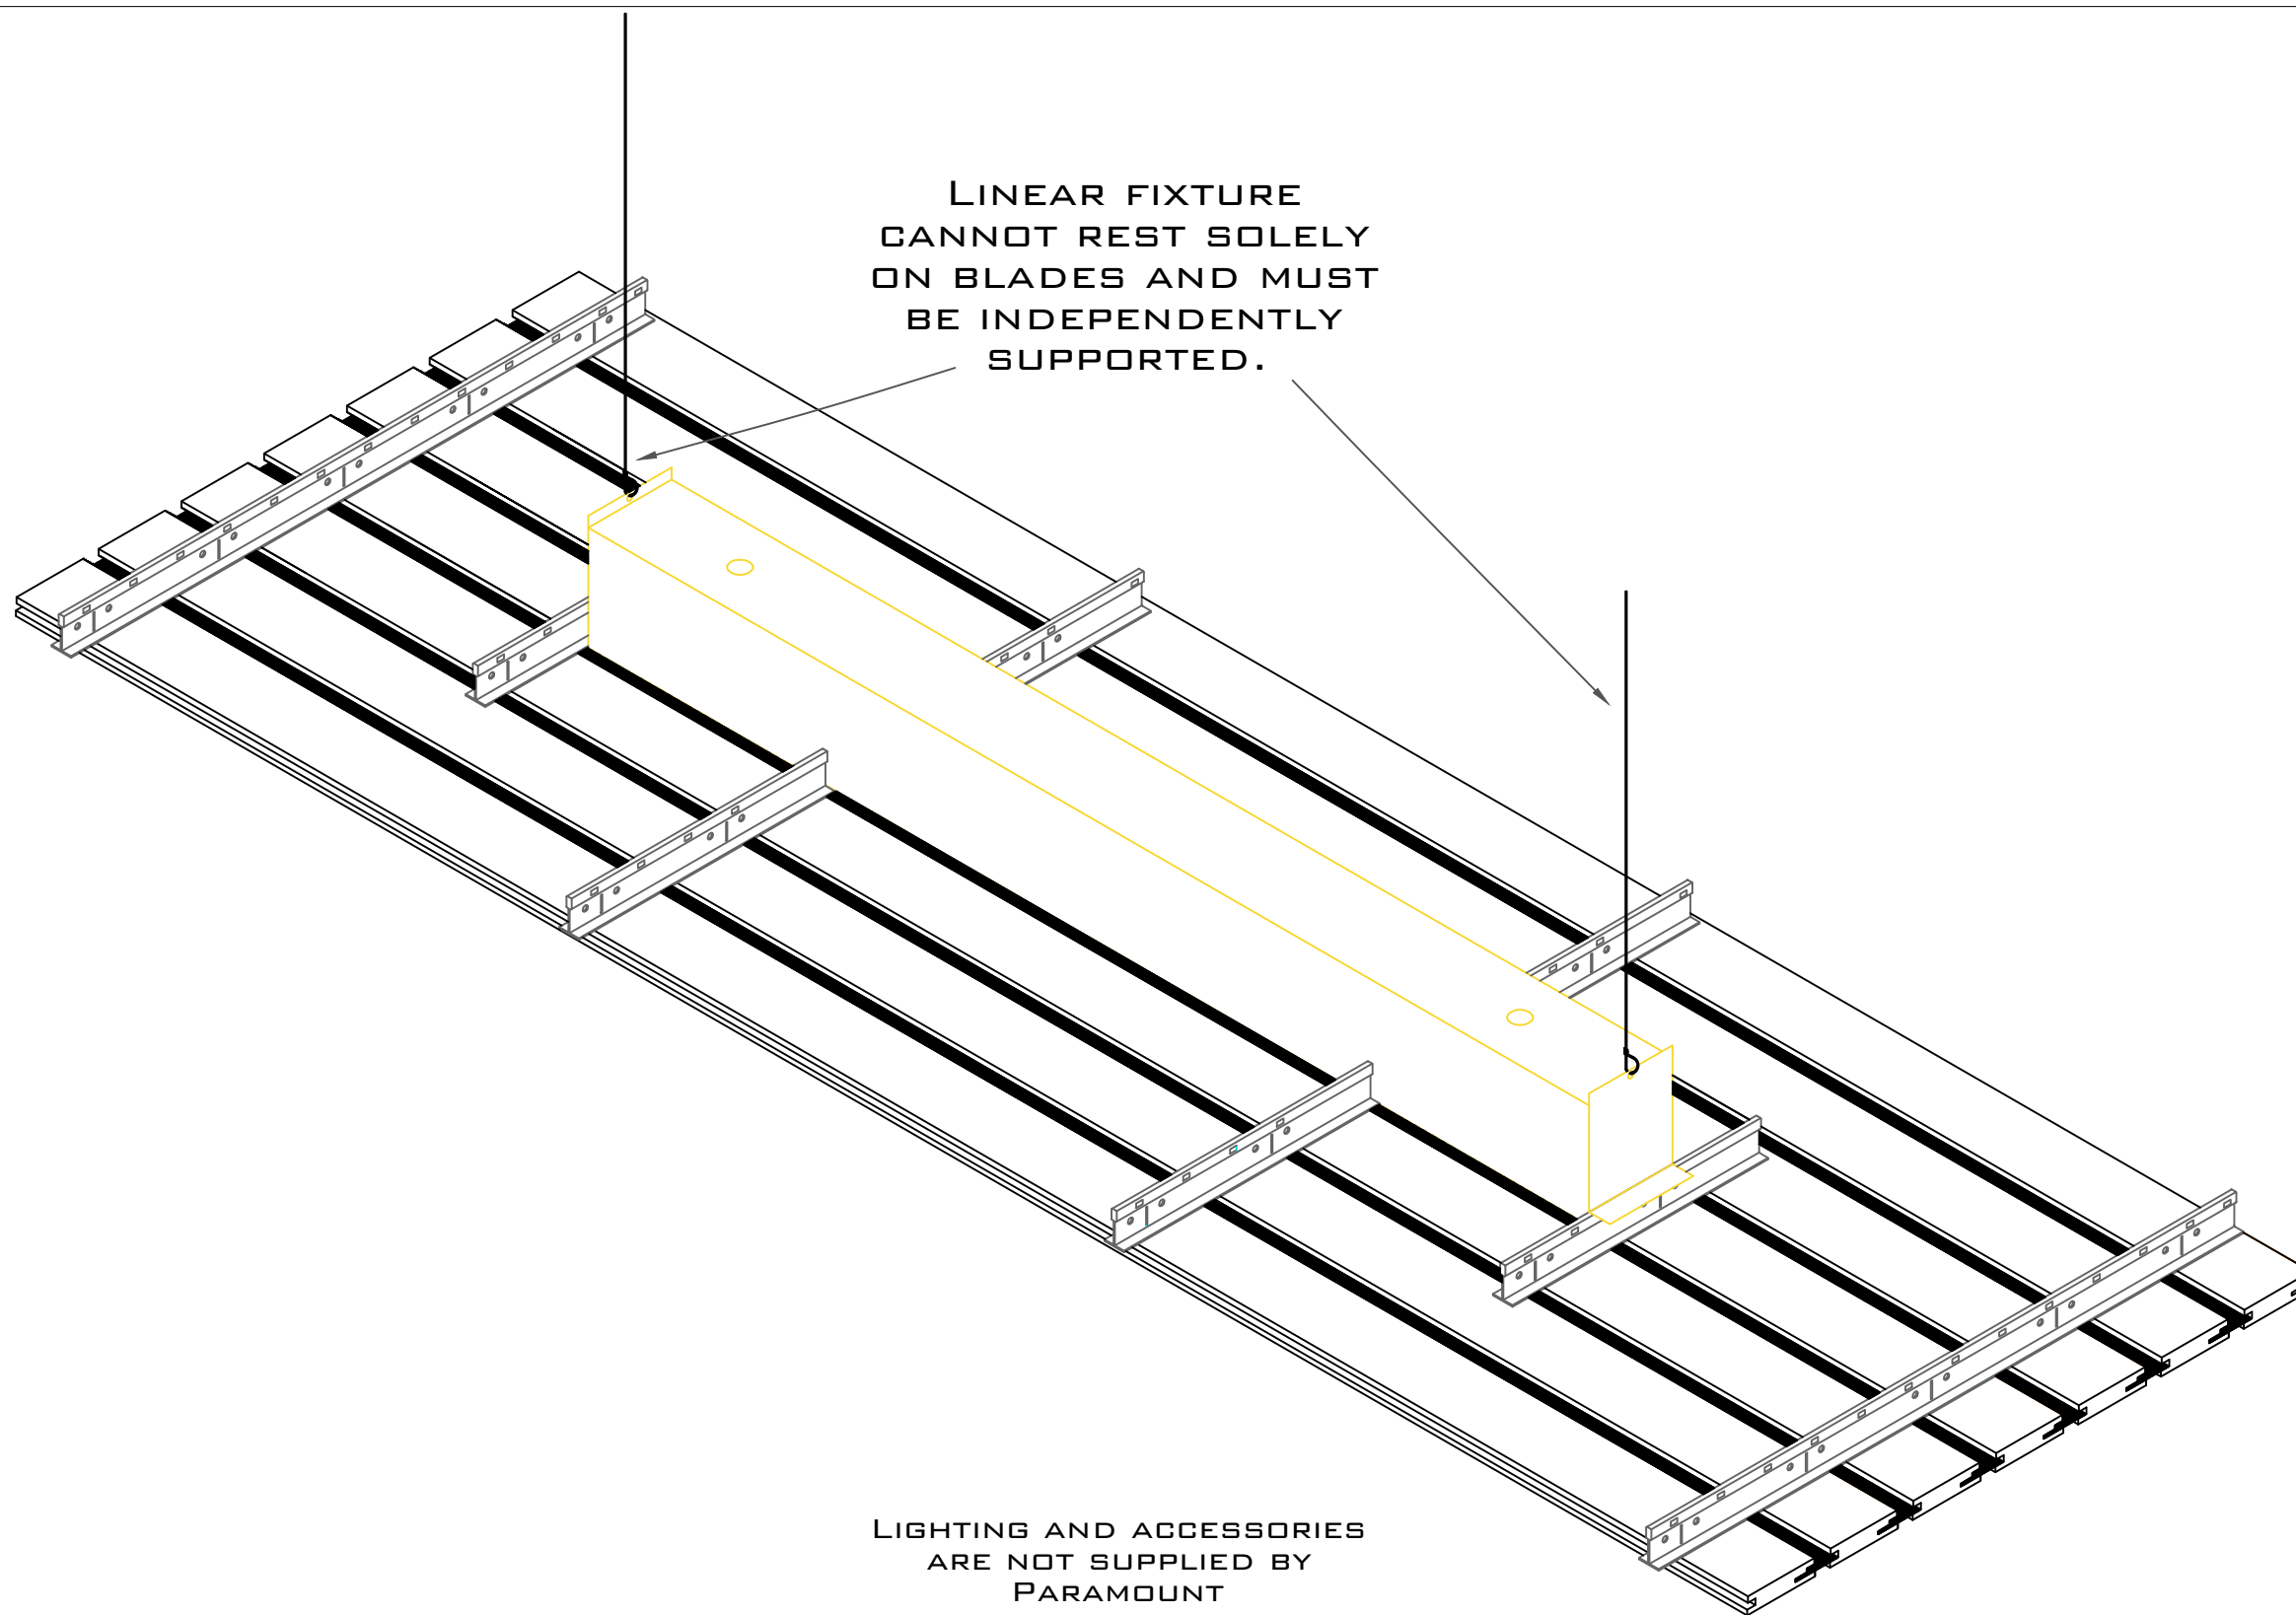 LINEAR FIXTURE
CANNOT REST SOLELY
ON BLADES AND MUST
BE INDEPENDENTLY
SUPPORTED.
LIGHTING AND ACCESSORIES
ARE NOT SUPPLIED BY
PARAMOUNT